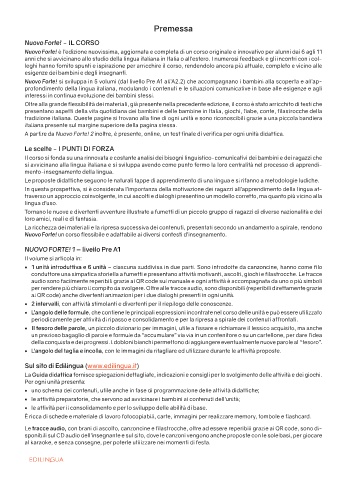 Premessa
Nuovo Forte! – IL CORSO
Nuovo Forte! è l'edizione nuovissima, aggiornata e completa di un corso originale e innovativo per alunni dai 6 agli 11
anni che si avvicinano allo studio della lingua italiana in Italia o all'estero. I numerosi feedback e gli incontri con i col-
leghi hanno fornito spunti e ispirazione per arricchire il corso, rendendolo ancora più attuale, completo e vicino alle
esigenze dei bambini e degli insegnanti.
Nuovo Forte! si sviluppa in 5 volumi (dal livello Pre A1 all'A2.2) che accompagnano i bambini alla scoperta e all'ap-
profondimento della lingua italiana, modulando i contenuti e le situazioni comunicative in base alle esigenze e agli
interessi in continua evoluzione dei bambini stessi.
Oltre alla grande flessibilità dei materiali, già presente nella precedente edizione, il corso è stato arricchito di testi che
presentano aspetti della vita quotidiana dei bambini e delle bambine in Italia, giochi, fiabe, conte, filastrocche della
tradizione italiana. Queste pagine si trovano alla fine di ogni unità e sono riconoscibili grazie a una piccola bandiera
italiana presente sul margine superiore della pagina stessa.
A partire da Nuovo Forte! 2 inoltre, è presente, online, un test finale di verifica per ogni unità didattica.
Le scelte - I PUNTI DI FORZA
Il corso si fonda su una rinnovata e costante analisi dei bisogni linguistico-comunicativi dei bambini e dei ragazzi che
si avvicinano alla lingua italiana e si sviluppa avendo come punto fermo la loro centralità nel processo di apprendi-
mento-insegnamento della lingua.
Le proposte didattiche seguono le naturali tappe di apprendimento di una lingua e si rifanno a metodologie ludiche.
In questa prospettiva, si è considerata l'importanza della motivazione dei ragazzi all'apprendimento della lingua at-
traverso un approccio coinvolgente, in cui ascolti e dialoghi presentino un modello corretto, ma quanto più vicino alla
lingua d'uso.
Tornano le nuove e divertenti avventure illustrate a fumetti di un piccolo gruppo di ragazzi di diversa nazionalità e dei
loro amici, reali e di fantasia.
La ricchezza dei materiali e la ripresa successiva dei contenuti, presentati secondo un andamento a spirale, rendono
Nuovo Forte! un corso flessibile e adattabile ai diversi contesti d'insegnamento.
NUOVO FORTE! 1 – livello Pre A1
Il volume si articola in:
• 1 unità introduttiva e 6 unità – ciascuna suddivisa in due parti. Sono introdotte da canzoncine, hanno come filo
conduttore una simpatica storiella a fumetti e presentano attività motivanti, ascolti, giochi e filastrocche. Le tracce
audio sono facilmente reperibili grazie ai QR code sul manuale e ogni attività è accompagnata da uno o più simboli
per rendere più chiaro il compito da svolgere. Oltre alle tracce audio, sono disponibili (reperibili direttamente grazie
ai QR code) anche divertenti animazioni per i due dialoghi presenti in ogni unità.
• 2 intervalli, con attività stimolanti e divertenti per il riepilogo delle conoscenze.
• L'angolo delle formule, che contiene le principali espressioni incontrate nel corso delle unità e può essere utilizzato
periodicamente per attività di ripasso e consolidamento e per la ripresa a spirale dei contenuti affrontati.
• Il tesoro delle parole, un piccolo dizionario per immagini, utile a fissare e richiamare il lessico acquisito, ma anche
un prezioso bagaglio di parole e formule da "accumulare" via via in un contenitore o su un cartellone, per dare l'idea
della conquista e dei progressi. I dobloni bianchi permettono di aggiungere eventualmente nuove parole al "tesoro".
• L'angolo del taglia e incolla, con le immagini da ritagliare ed utilizzare durante le attività proposte.
Sul sito di Edilingua (www.edilingua.it)
La Guida didattica fornisce spiegazioni dettagliate, indicazioni e consigli per lo svolgimento delle attività e dei giochi.
Per ogni unità presenta:
• uno schema dei contenuti, utile anche in fase di programmazione delle attività didattiche;
• le attività preparatorie, che servono ad avvicinare i bambini ai contenuti dell'unità;
• le attività per il consolidamento e per lo sviluppo delle abilità di base.
È ricca di schede e materiale di lavoro fotocopiabili, carte, immagini per realizzare memory, tombole e flashcard.
Le tracce audio, con brani di ascolto, canzoncine e filastrocche, oltre ad essere reperibili grazie ai QR code, sono di-
sponibili sul CD audio dell'insegnante e sul sito, dove le canzoni vengono anche proposte con le sole basi, per giocare
al karaoke, e senza consegne, per poterle utilizzare nei momenti di festa.
EDILINGUA